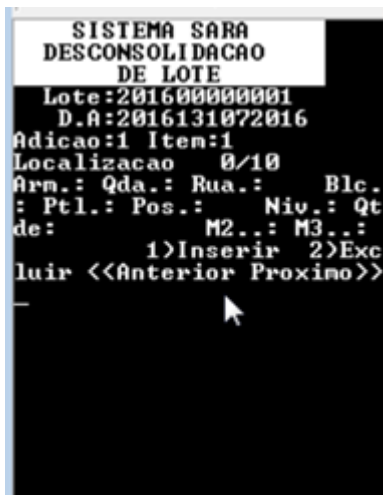 SISTEMA SARA
DESCONSOLIDACAO
DE LOTE
Lote:201600000001
D.A:2016131072016
Adicao:1 Item:1
Localizacao 0/10
Arm.: Qda.: Rua.: Blc.
: Ptl.: Pos.: Niv.: Qt
de: M2..: M3..:
1)Inserir 2)Exc
luir <<Anterior Proximo>>